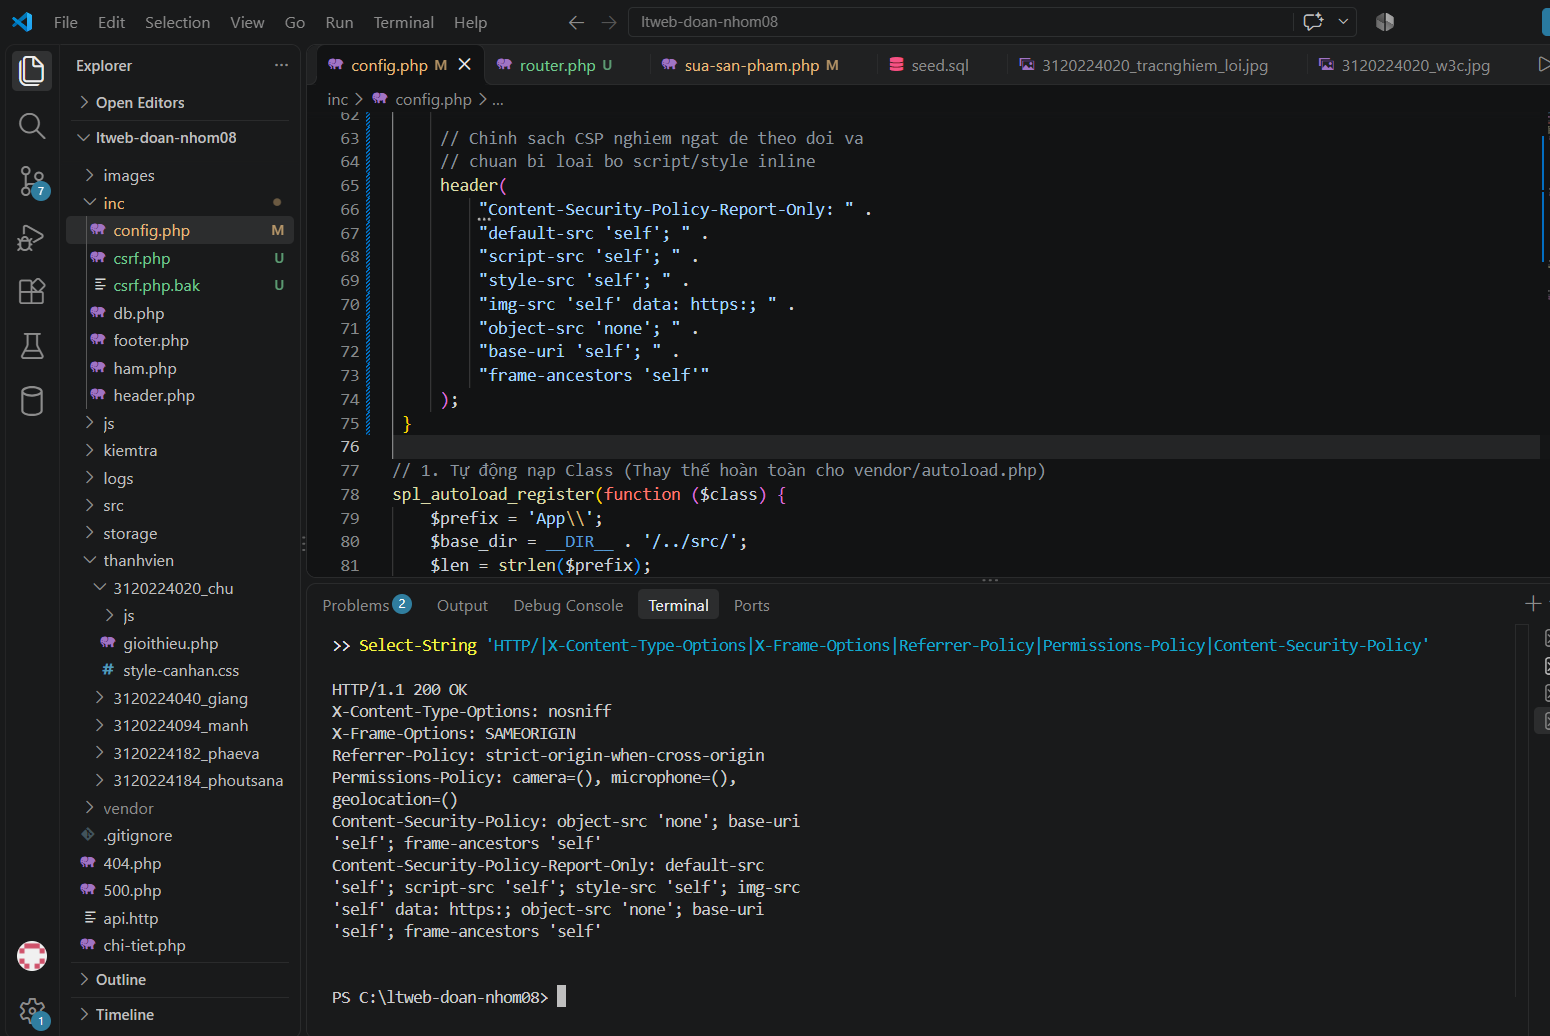 File Edit Selection View Go Run Terminal Help
ltweb-doan-nhom08
Explorer
Open Editors
ltweb-doan-nhom08
images
inc
config.php M
csrf.php U
csrf.php.bak U
db.php
footer.php
ham.php
header.php
js
kiemtra
logs
src
storage
thanhvien
3120224020_chu
js
gioithieu.php
# style-canhan.css
3120224040_giang
3120224094_manh
3120224182_phaeva
3120224184_phoutsana
vendor
.gitignore
404.php
500.php
api.http
chi-tiet.php
Outline
Timeline
7
1
config.php M router.php U sua-san-pham.php M seed.sql 3120224020_tracnghiem_loi.jpg 3120224020_w3c.jpg
inc > config.php > ...
62
63 // Chinh sach CSP nghiem ngat de theo doi va
64 // chuan bi loai bo script/style inline
65 header(
66 "Content-Security-Policy-Report-Only: " .
67 "default-src 'self'; " .
68 "script-src 'self'; " .
69 "style-src 'self'; " .
70 "img-src 'self' data: https:; " .
71 "object-src 'none'; " .
72 "base-uri 'self'; " .
73 "frame-ancestors 'self'"
74 );
75 }
76
77 // 1. Tự động nạp Class (Thay thế hoàn toàn cho vendor/autoload.php)
78 spl_autoload_register(function ($class) {
79 $prefix = 'App\\';
80 $base_dir = __DIR__ . '/../src/';
81 $len = strlen($prefix);
Problems 2 Output Debug Console Terminal Ports
>> Select-String 'HTTP/|X-Content-Type-Options|X-Frame-Options|Referrer-Policy|Permissions-Policy|Content-Security-Policy'
HTTP/1.1 200 OK
X-Content-Type-Options: nosniff
X-Frame-Options: SAMEORIGIN
Referrer-Policy: strict-origin-when-cross-origin
Permissions-Policy: camera=(), microphone=(),
geolocation=()
Content-Security-Policy: object-src 'none'; base-uri
'self'; frame-ancestors 'self'
Content-Security-Policy-Report-Only: default-src
'self'; script-src 'self'; style-src 'self'; img-src
'self' data: https:; object-src 'none'; base-uri
'self'; frame-ancestors 'self'
PS C:\ltweb-doan-nhom08>